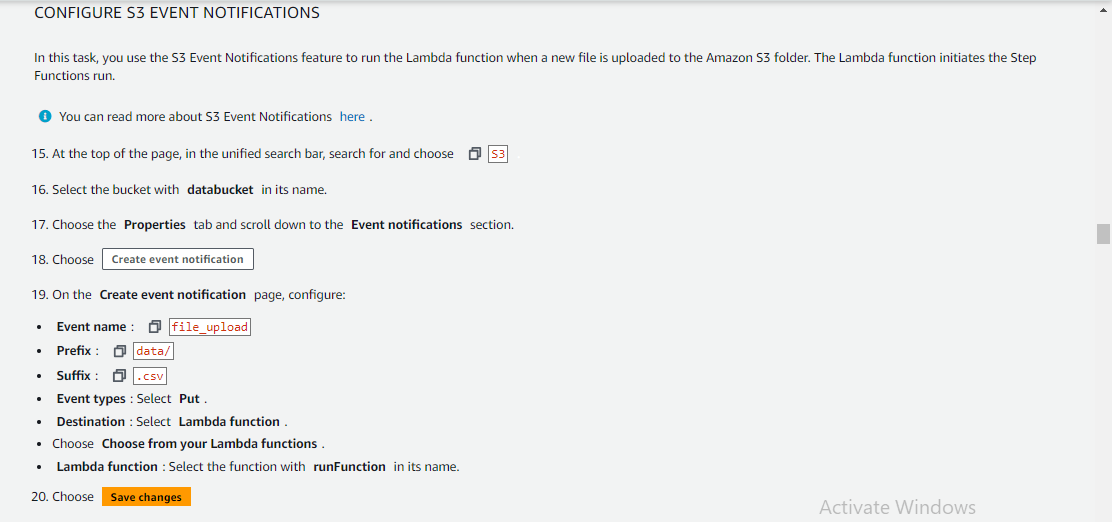 CONFIGURE S3 EVENT NOTIFICATIONS
In this task, you use the S3 Event Notifications feature to run the Lambda function when a new file is uploaded to the Amazon S3 folder. The Lambda function initiates the Step
Functions run.
You can read more about S3 Event Notifications here .
15. At the top of the page, in the unified search bar, search for and choose S3 .
16. Select the bucket with databucket in its name.
17. Choose the Properties tab and scroll down to the Event notifications section.
18. Choose Create event notification
19. On the Create event notification page, configure:
• Event name : file_upload
• Prefix : data/
• Suffix : .csv
• Event types : Select Put .
• Destination : Select Lambda function .
• Choose Choose from your Lambda functions .
• Lambda function : Select the function with runFunction in its name.
20. Choose Save changes
Activate Windows